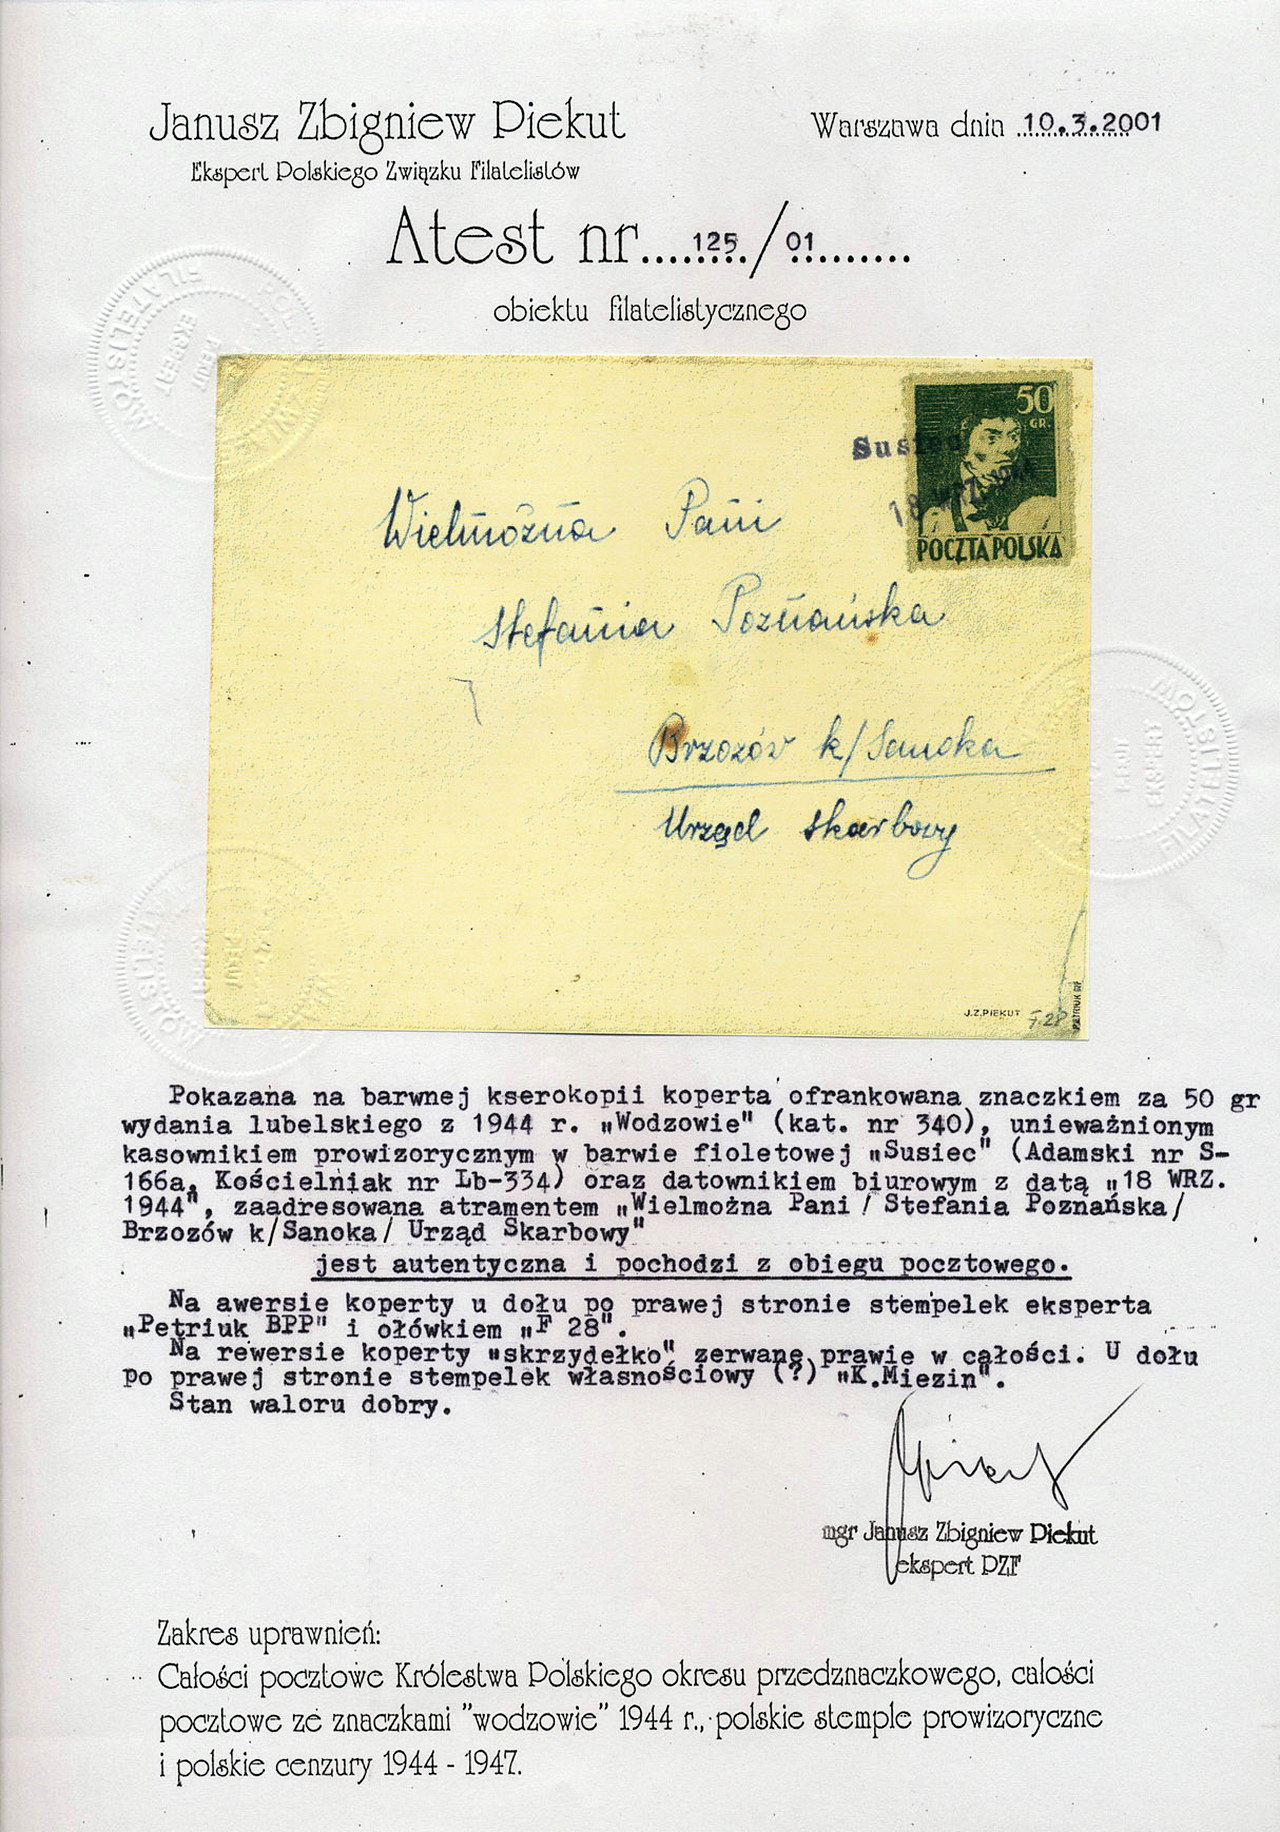 Janusz Zbigniew Piekut
Warszawa dnia 10.3.2001
Ekspert Polskiego Związku Filatelistów
Atest nr 125/01
obiektu filatelistycznego
50
GR.
Susiec
18 WRZ. 1944
POCZTA POLSKA
Wielmożna Pani
Stefania Poznańska
Brzozów k/Sanoka
Urząd skarbowy
J.Z.PIEKUT F.28
Pokazana na barwnej kserokopii koperta ofrankowana znaczkiem za 50 gr
wydania lubelskiego z 1944 r. „Wodzowie" (kat. nr 340), unieważnionym
kasownikiem prowizorycznym w barwie fioletowej „Susiec" (Adamski nr S-
166a, Kościelniak nr Lb-334) oraz datownikiem biurowym z datą „18 WRZ.
1944", zaadresowana atramentem „Wielmożna Pani / Stefania Poznańska/
Brzozów k/Sanoka/ Urząd Skarbowy"
jest autentyczna i pochodzi z obiegu pocztowego.
Na awersie koperty u dołu po prawej stronie stempelek eksperta
„Petriuk BPP" i ołówkiem „F 28".
Na rewersie koperty „skrzydełko" zerwane prawie w całości. U dołu
po prawej stronie stempelek własnościowy (?) „K.Miezin".
Stan waloru dobry.
mgr Janusz Zbigniew Piekut
ekspert PZF
Zakres uprawnień:
Całości pocztowe Królestwa Polskiego okresu przedznaczkowego, całości
pocztowe ze znaczkami "wodzowie" 1944 r., polskie stemple prowizoryczne
i polskie cenzury 1944 - 1947.